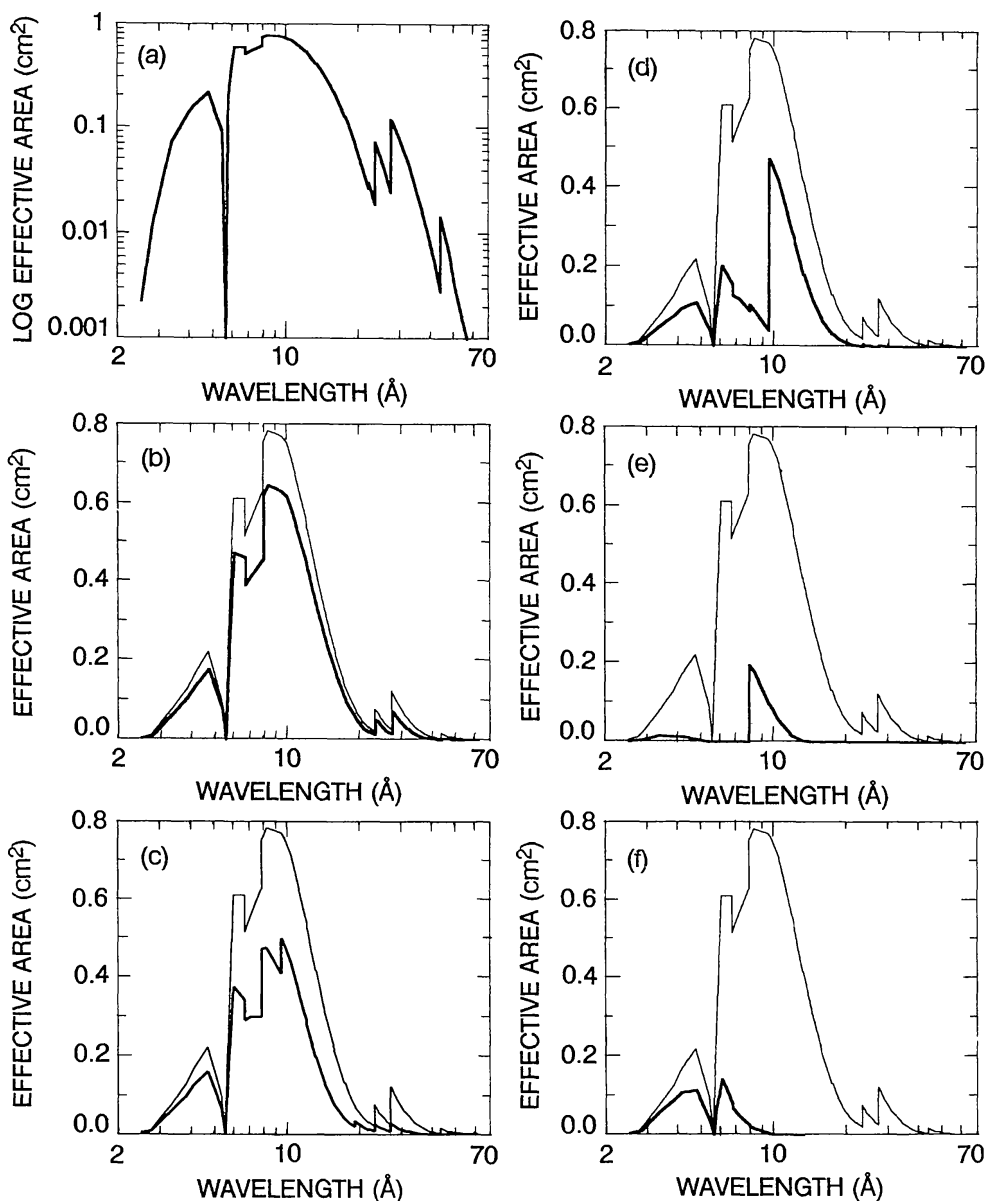 (a)
1
0.1
0.01
0.001
LOG EFFECTIVE AREA (cm²)
2
10
70
WAVELENGTH (Å)
(b)
0.8
0.6
0.4
0.2
0.0
EFFECTIVE AREA (cm²)
2
10
70
WAVELENGTH (Å)
(c)
0.8
0.6
0.4
0.2
0.0
EFFECTIVE AREA (cm²)
2
10
70
WAVELENGTH (Å)
(d)
0.8
0.6
0.4
0.2
0.0
EFFECTIVE AREA (cm²)
2
10
70
WAVELENGTH (Å)
(e)
0.8
0.6
0.4
0.2
0.0
EFFECTIVE AREA (cm²)
2
10
70
WAVELENGTH (Å)
(f)
0.8
0.6
0.4
0.2
0.0
EFFECTIVE AREA (cm²)
2
10
70
WAVELENGTH (Å)